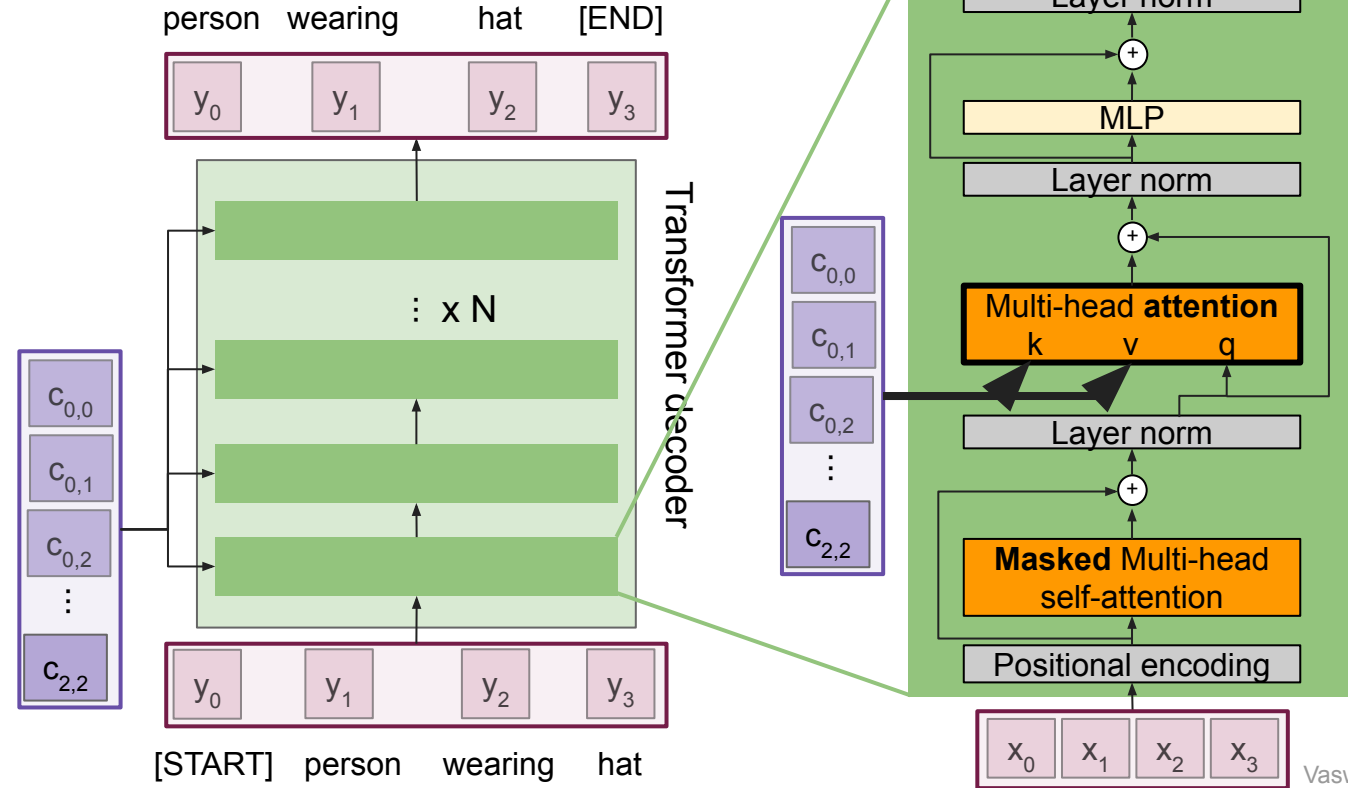 person wearing hat [END]
y0 y1 y2 y3
⋮ x N
Transformer decoder
c0,0
c0,1
c0,2
⋮
c2,2
y0 y1 y2 y3
[START] person wearing hat
Layer norm
+
MLP
Layer norm
+
Multi-head attention
k v q
c0,0
c0,1
c0,2
⋮
c2,2
Layer norm
+
Masked Multi-head
self-attention
Positional encoding
x0 x1 x2 x3
Vasw